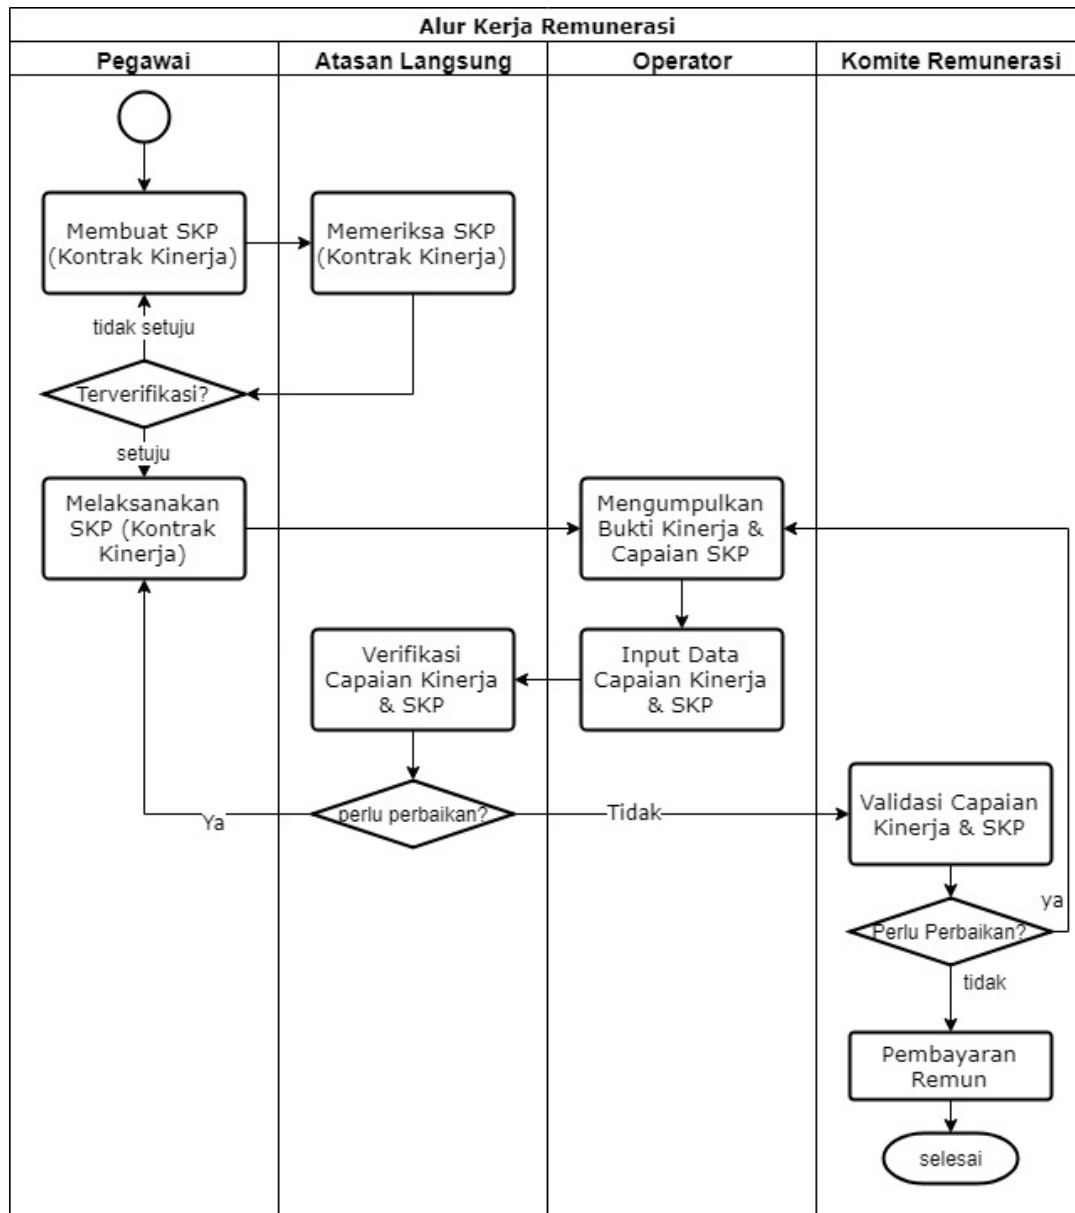 Alur Kerja Remunerasi
Pegawai
Atasan Langsung
Operator
Komite Remunerasi
Membuat SKP
(Kontrak Kinerja)
Memeriksa SKP
(Kontrak Kinerja)
tidak setuju
Terverifikasi?
setuju
Melaksanakan
SKP (Kontrak
Kinerja)
Mengumpulkan
Bukti Kinerja &
Capaian SKP
Verifikasi
Capaian Kinerja
& SKP
Input Data
Capaian Kinerja
& SKP
perlu perbaikan?
Ya
Tidak
Validasi Capaian
Kinerja & SKP
ya
Perlu Perbaikan?
tidak
Pembayaran
Remun
selesai